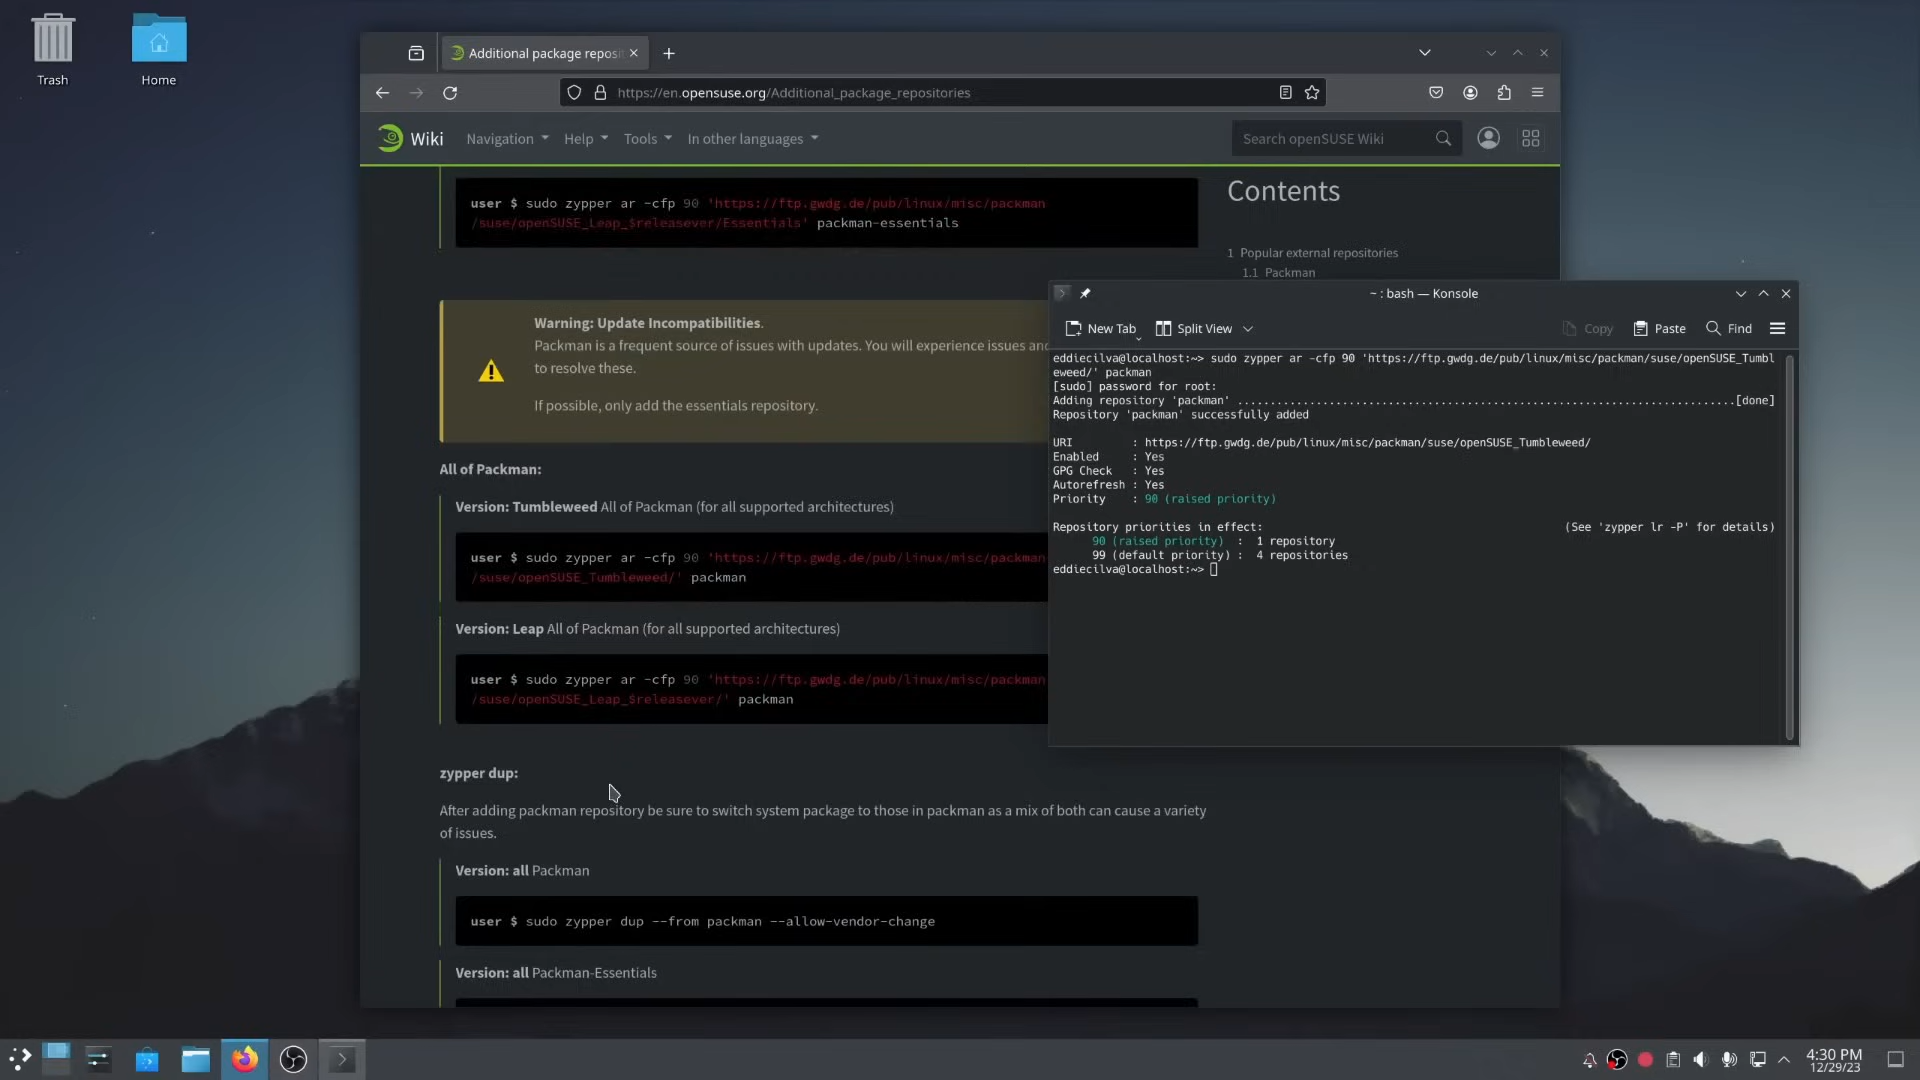 Trash
Home
Additional package reposit
https://en.opensuse.org/Additional_package_repositories
Wiki
Navigation
Help
Tools
In other languages
Search openSUSE Wiki
user $ sudo zypper ar -cfp 90 'https://ftp.gwdg.de/pub/linux/misc/packman
/suse/openSUSE_Leap_$releasever/Essentials' packman-essentials
Contents
1 Popular external repositories
1.1 Packman
Warning: Update Incompatibilities.
Packman is a frequent source of issues with updates. You will experience issues and
to resolve these.
If possible, only add the essentials repository.
All of Packman:
Version: Tumbleweed All of Packman (for all supported architectures)
user $ sudo zypper ar -cfp 90 'https://ftp.gwdg.de/pub/linux/misc/packman
/suse/openSUSE_Tumbleweed/' packman
Version: Leap All of Packman (for all supported architectures)
user $ sudo zypper ar -cfp 90 'https://ftp.gwdg.de/pub/linux/misc/packman
/suse/openSUSE_Leap_$releasever/' packman
zypper dup:
After adding packman repository be sure to switch system package to those in packman as a mix of both can cause a variety
of issues.
Version: all Packman
user $ sudo zypper dup --from packman --allow-vendor-change
Version: all Packman-Essentials
~ : bash — Konsole
New Tab
Split View
Copy
Paste
Find
eddiecilva@localhost:~> sudo zypper ar -cfp 90 'https://ftp.gwdg.de/pub/linux/misc/packman/suse/openSUSE_Tumbl
eweed/' packman
[sudo] password for root:
Adding repository 'packman' ...........................................................................[done]
Repository 'packman' successfully added
URI : https://ftp.gwdg.de/pub/linux/misc/packman/suse/openSUSE_Tumbleweed/
Enabled : Yes
GPG Check : Yes
Autorefresh : Yes
Priority : 90 (raised priority)
Repository priorities in effect: (See 'zypper lr -P' for details)
90 (raised priority) : 1 repository
99 (default priority) : 4 repositories
eddiecilva@localhost:~>
4:30 PM
12/29/23